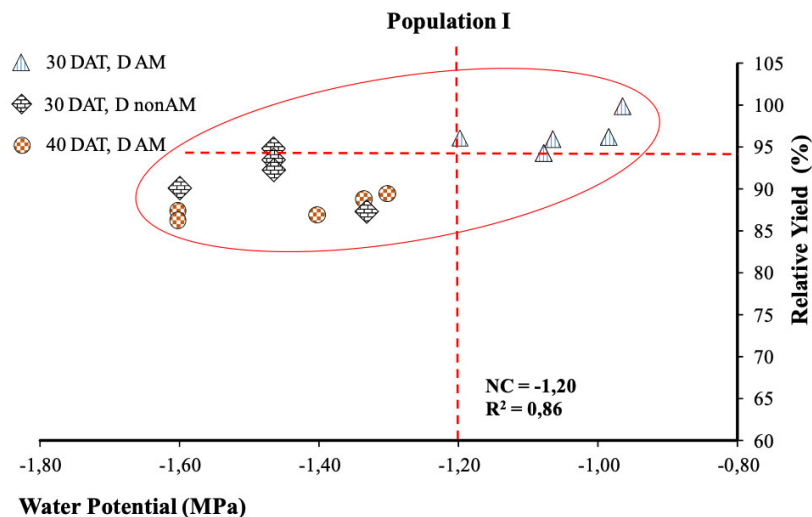 Population I
30 DAT, D AM
30 DAT, D nonAM
40 DAT, D AM
105
100
95
90
85
80
75
70
65
60
Relative Yield (%)
NC = -1,20
R² = 0,86
-1,80 -1,60 -1,40 -1,20 -1,00 -0,80
Water Potential (MPa)